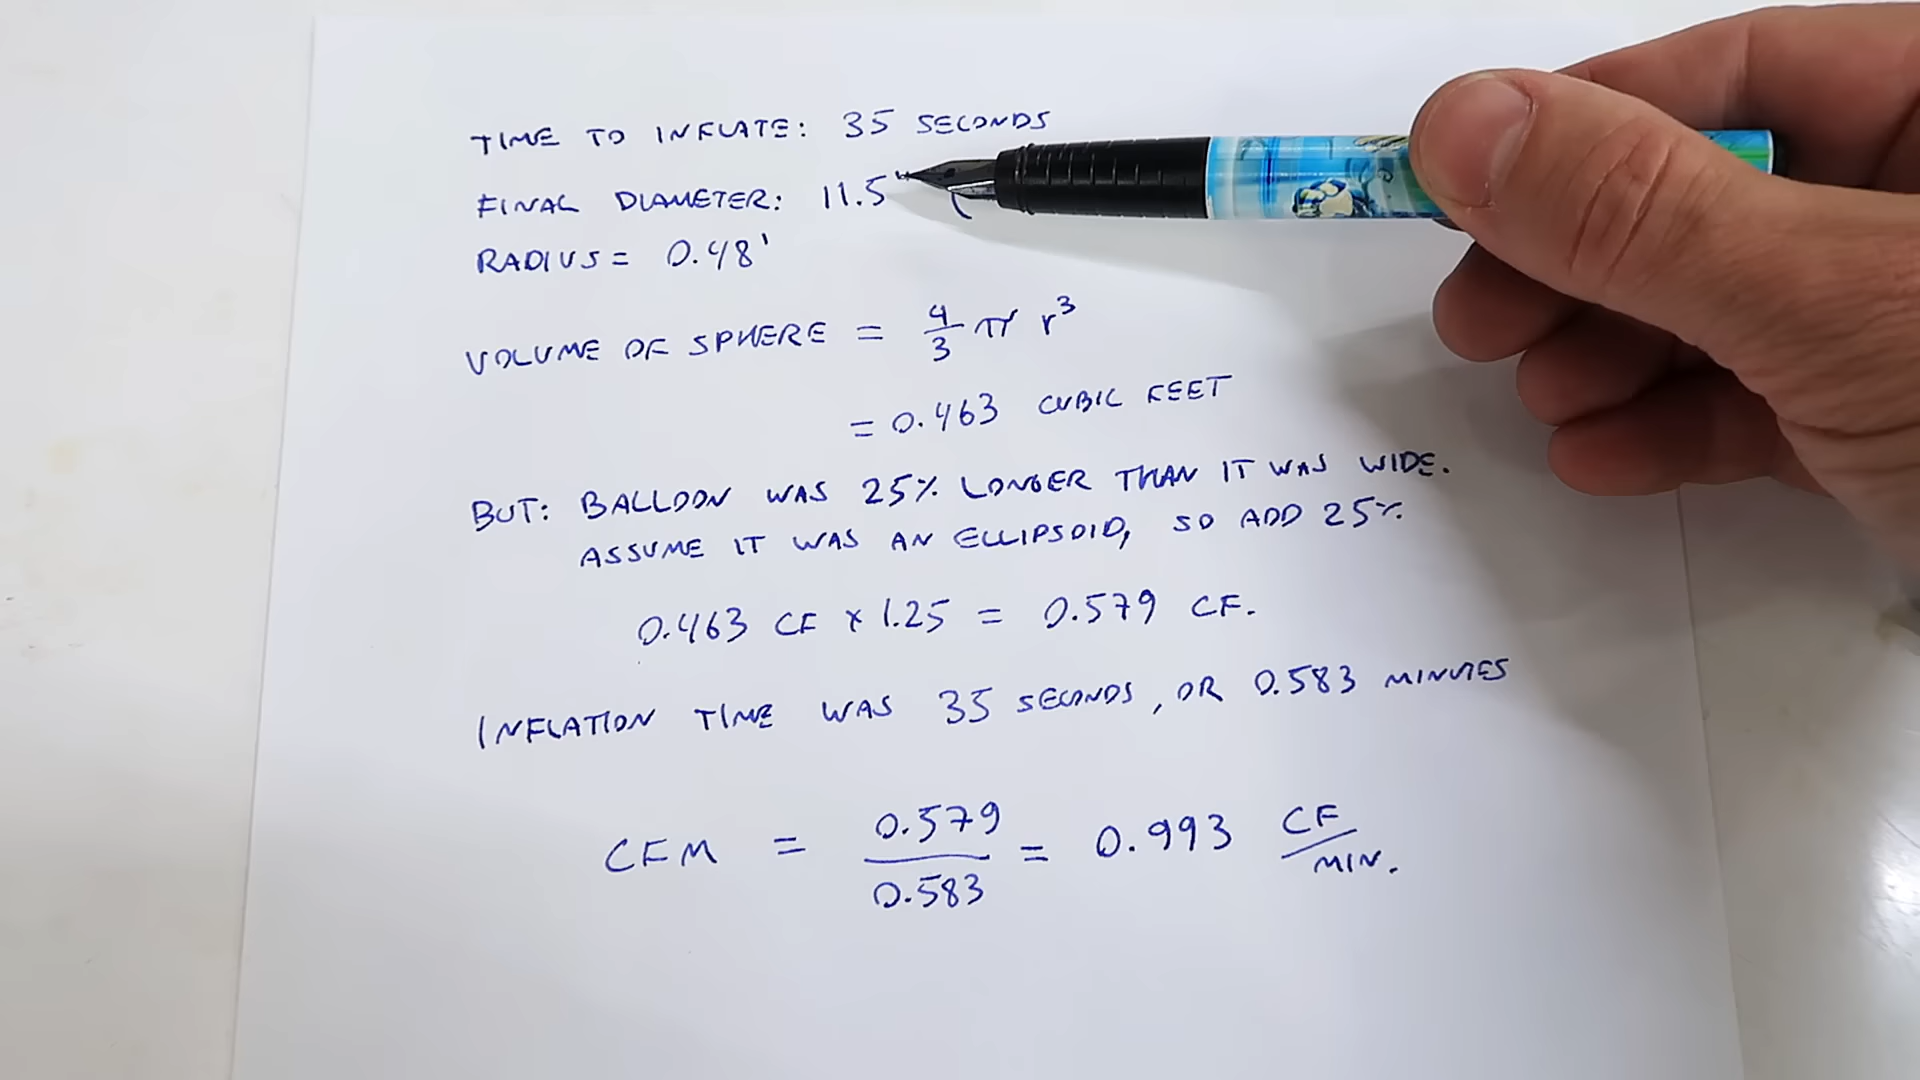 TIME TO INFLATE: 35 SECONDS
FINAL DIAMETER: 11.5"
RADIUS = 0.48'
VOLUME OF SPHERE = 4/3 π r³
= 0.463 CUBIC FEET
BUT: BALLOON WAS 25% LONGER THAN IT WAS WIDE.
ASSUME IT WAS AN ELLIPSOID, SO ADD 25%
0.463 CF × 1.25 = 0.579 CF.
INFLATION TIME WAS 35 SECONDS, OR 0.583 MINUTES
CFM = 0.579/0.583 = 0.993 CF/MIN.